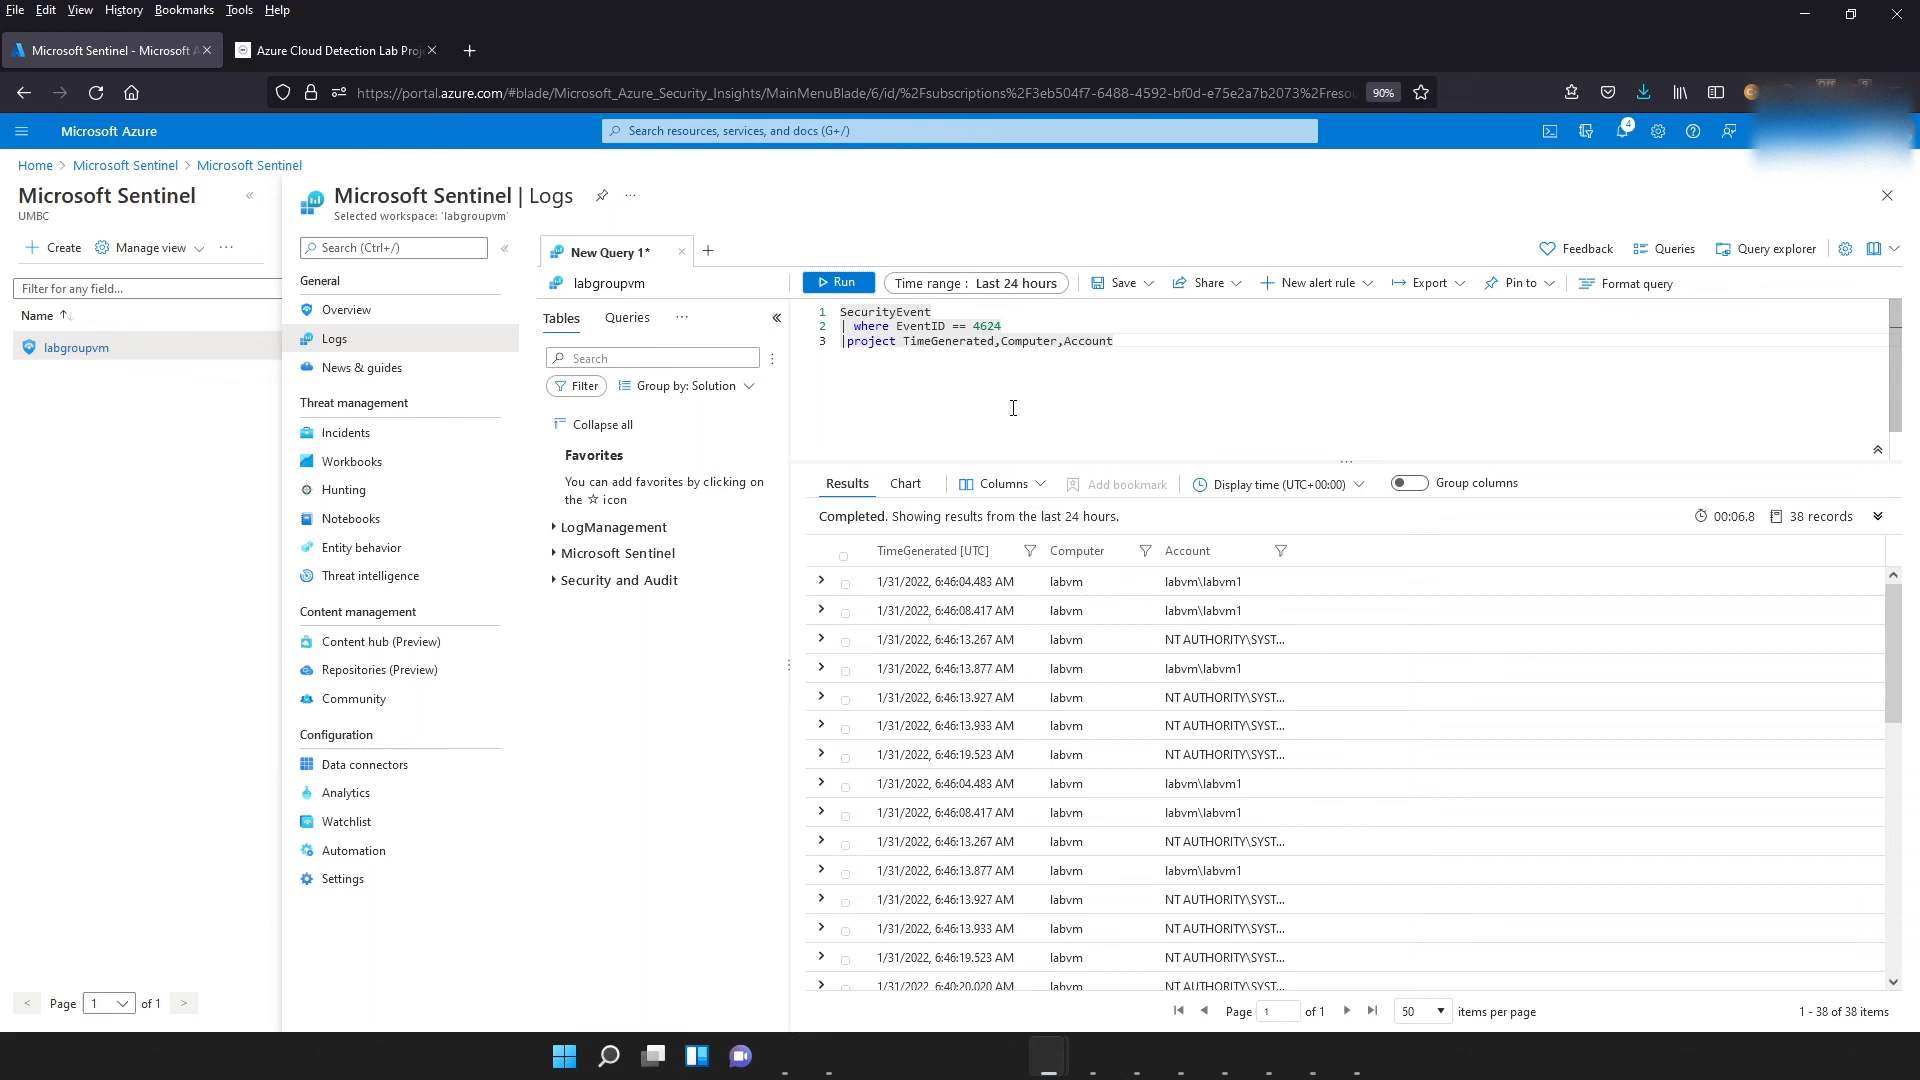 File Edit View History Bookmarks Tools Help
Microsoft Sentinel - Microsoft A
Azure Cloud Detection Lab Proj
https://portal.azure.com/#blade/Microsoft_Azure_Security_Insights/MainMenuBlade/6/id/%2Fsubscriptions%2F3eb504f7-6488-4592-bf0d-e75e2a7b2073%2Fresou
90%
Microsoft Azure
Search resources, services, and docs (G+/)
4
Home > Microsoft Sentinel > Microsoft Sentinel
Microsoft Sentinel
UMBC
Create Manage view ...
Filter for any field...
Name
labgroupvm
< Page 1 of 1 >
Microsoft Sentinel | Logs
Selected workspace: 'labgroupvm'
Search (Ctrl+/)
General
Overview
Logs
News & guides
Threat management
Incidents
Workbooks
Hunting
Notebooks
Entity behavior
Threat intelligence
Content management
Content hub (Preview)
Repositories (Preview)
Community
Configuration
Data connectors
Analytics
Watchlist
Automation
Settings
New Query 1*
Feedback Queries Query explorer
labgroupvm
Run Time range : Last 24 hours Save Share New alert rule Export Pin to Format query
Tables Queries ...
Search
Filter Group by: Solution
Collapse all
Favorites
You can add favorites by clicking on
the ☆ icon
LogManagement
Microsoft Sentinel
Security and Audit
1 SecurityEvent
2 | where EventID == 4624
3 |project TimeGenerated,Computer,Account
Results Chart Columns Add bookmark Display time (UTC+00:00) Group columns
Completed. Showing results from the last 24 hours. 00:06.8 38 records
TimeGenerated [UTC] Computer Account
1/31/2022, 6:46:04.483 AM labvm labvm\labvm1
1/31/2022, 6:46:08.417 AM labvm labvm\labvm1
1/31/2022, 6:46:13.267 AM labvm NT AUTHORITY\SYST...
1/31/2022, 6:46:13.877 AM labvm labvm\labvm1
1/31/2022, 6:46:13.927 AM labvm NT AUTHORITY\SYST...
1/31/2022, 6:46:13.933 AM labvm NT AUTHORITY\SYST...
1/31/2022, 6:46:19.523 AM labvm NT AUTHORITY\SYST...
1/31/2022, 6:46:04.483 AM labvm labvm\labvm1
1/31/2022, 6:46:08.417 AM labvm labvm\labvm1
1/31/2022, 6:46:13.267 AM labvm NT AUTHORITY\SYST...
1/31/2022, 6:46:13.877 AM labvm labvm\labvm1
1/31/2022, 6:46:13.927 AM labvm NT AUTHORITY\SYST...
1/31/2022, 6:46:13.933 AM labvm NT AUTHORITY\SYST...
1/31/2022, 6:46:19.523 AM labvm NT AUTHORITY\SYST...
1/31/2022, 6:40:20.020 AM labvm NT AUTHORITY\SYST...
Page 1 of 1 50 items per page 1 - 38 of 38 items